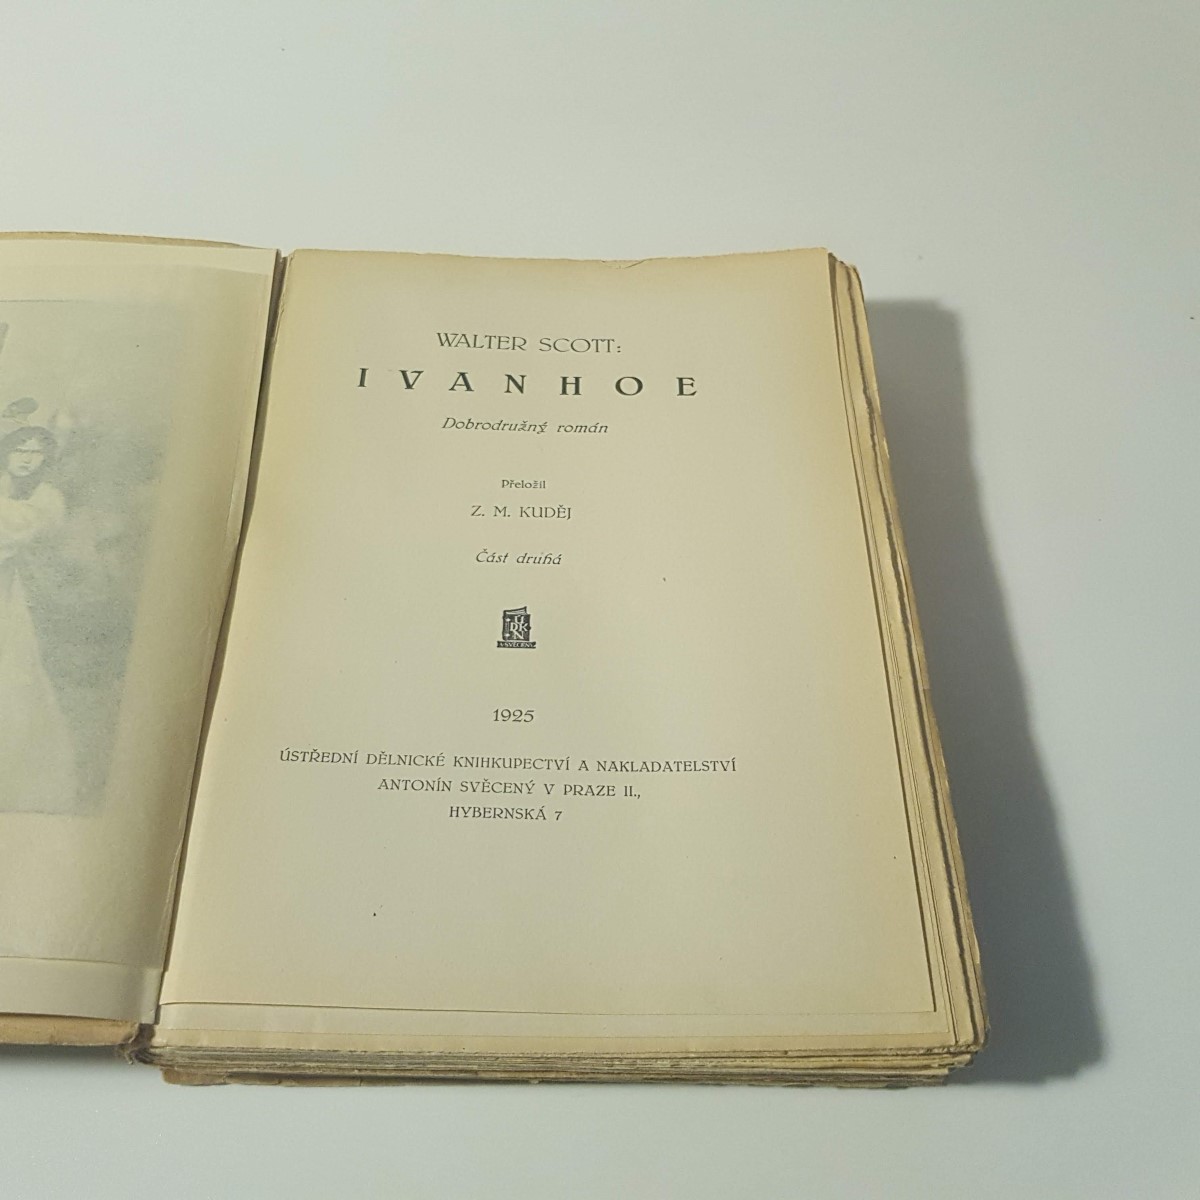 WALTER SCOTT:
IVANHOE
Dobrodružný román
Přeložil
Z. M. KUDĚJ
Část druhá
A. SVĚCENÝ
1925
ÚSTŘEDNÍ DĚLNICKÉ KNIHKUPECTVÍ A NAKLADATELSTVÍ
ANTONÍN SVĚCENÝ V PRAZE II.,
HYBERNSKÁ 7